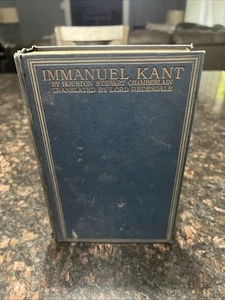 IMMANUEL KANT
BY HOUSTON STEWART CHAMBERLAIN
TRANSLATED BY LORD REDESDALE